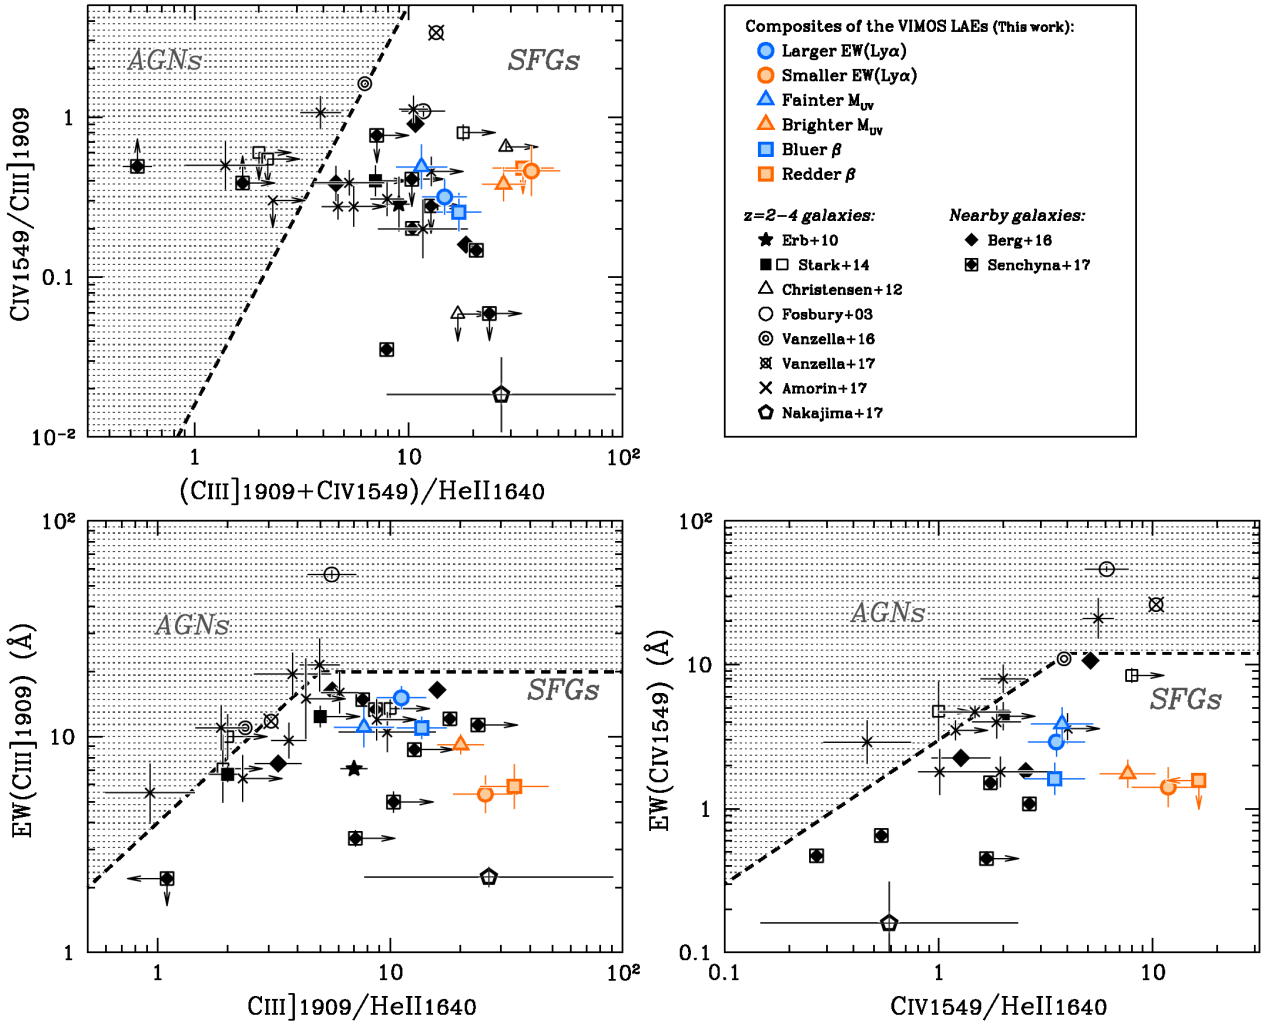 AGNs
SFGs
1
0.1
10⁻²
CIV1549/CIII]1909
1
10
10²
(CIII]1909+CIV1549)/HeII1640
Composites of the VIMOS LAEs (This work):
Larger EW(Lyα)
Smaller EW(Lyα)
Fainter M_UV
Brighter M_UV
Bluer β
Redder β
z=2-4 galaxies:
Erb+10
Stark+14
Christensen+12
Fosbury+03
Vanzella+16
Vanzella+17
Amorin+17
Nakajima+17
Nearby galaxies:
Berg+16
Senchyna+17
10²
10
1
EW(CIII]1909) (Å)
AGNs
SFGs
1
10
10²
CIII]1909/HeII1640
10²
10
1
0.1
EW(CIV1549) (Å)
AGNs
SFGs
0.1
1
10
CIV1549/HeII1640